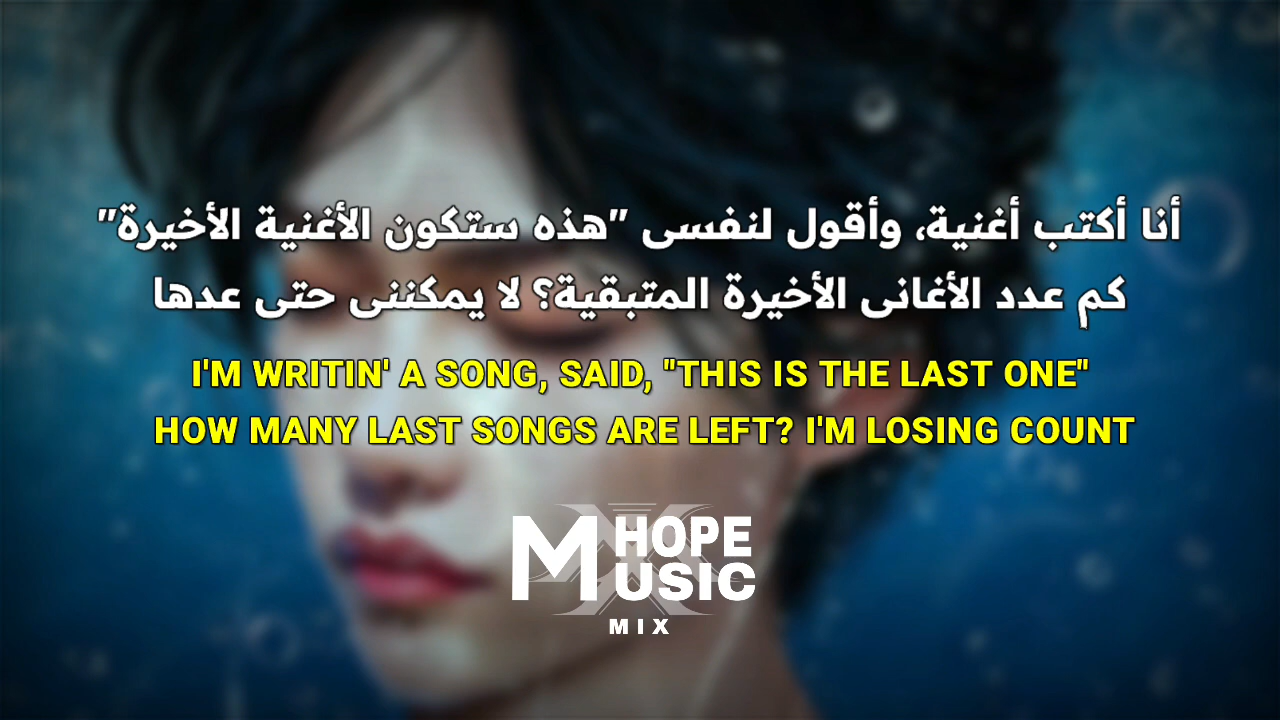 أنا أكتب أغنية، وأقول لنفسى "هذه ستكون الأغنية الأخيرة"
كم عدد الأغانى الأخيرة المتبقية؟ لا يمكننى حتى عدها
I'M WRITIN' A SONG, SAID, "THIS IS THE LAST ONE"
HOW MANY LAST SONGS ARE LEFT? I'M LOSING COUNT
HOPE
MUSIC
MIX